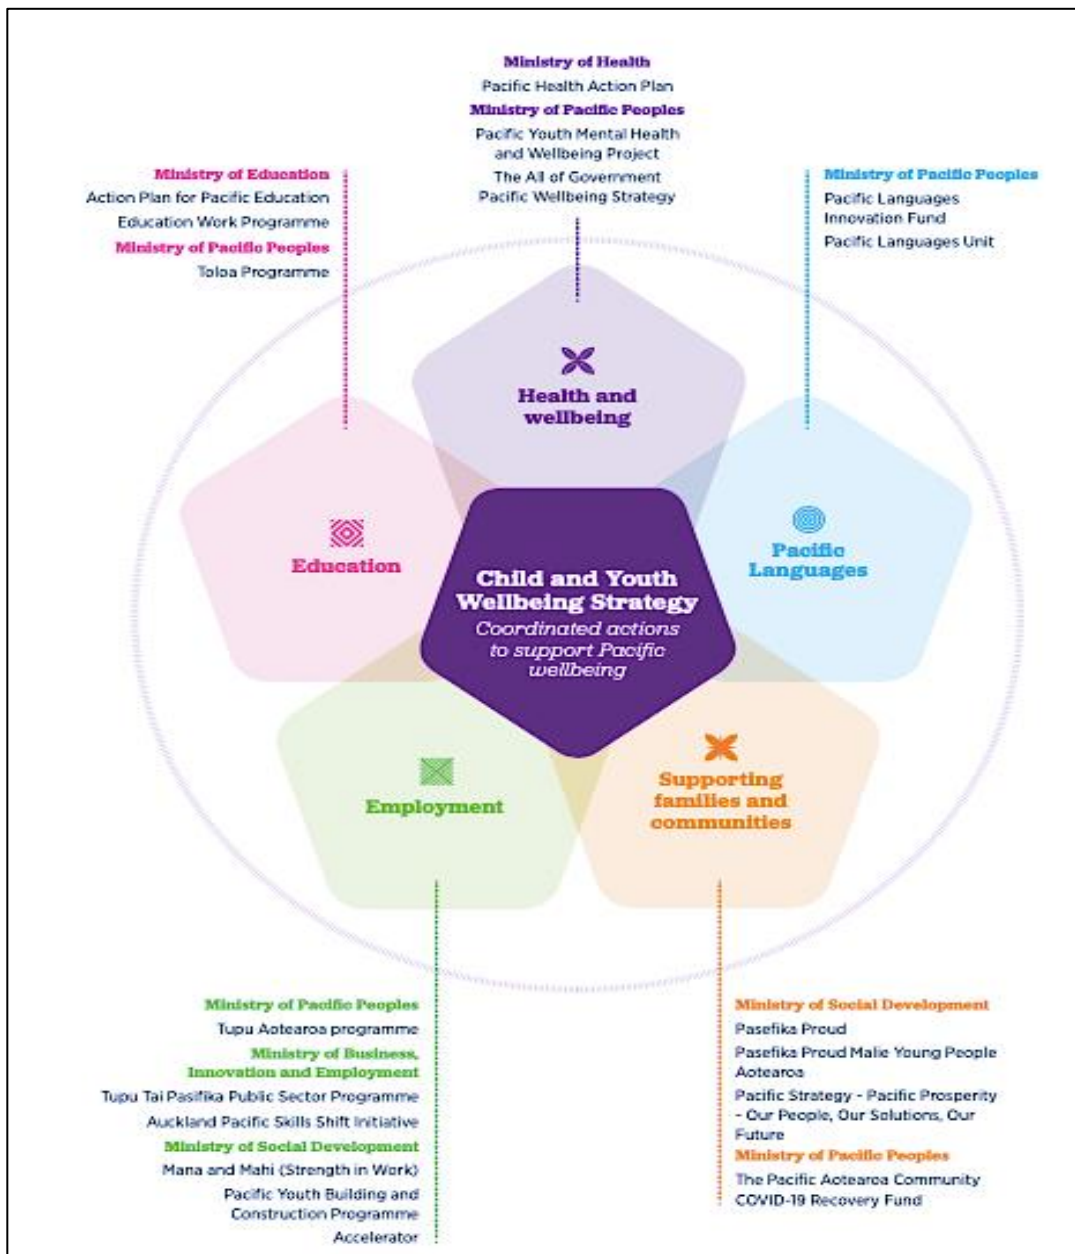 Ministry of Health
Pacific Health Action Plan
Ministry of Pacific Peoples
Pacific Youth Mental Health
and Wellbeing Project
The All of Government
Pacific Wellbeing Strategy
Ministry of Education
Action Plan for Pacific Education
Education Work Programme
Ministry of Pacific Peoples
Toloa Programme
Ministry of Pacific Peoples
Pacific Languages
Innovation Fund
Pacific Languages Unit
Health and
wellbeing
Education
Pacific
Languages
Child and Youth
Wellbeing Strategy
Coordinated actions
to support Pacific
wellbeing
Employment
Supporting
families and
communities
Ministry of Pacific Peoples
Tupu Aotearoa programme
Ministry of Business,
Innovation and Employment
Tupu Tai Pasifika Public Sector Programme
Auckland Pacific Skills Shift Initiative
Ministry of Social Development
Mana and Mahi (Strength in Work)
Pacific Youth Building and
Construction Programme
Accelerator
Ministry of Social Development
Pasefika Proud
Pasefika Proud Malie Young People
Aotearoa
Pacific Strategy - Pacific Prosperity
- Our People, Our Solutions, Our
Future
Ministry of Pacific Peoples
The Pacific Aotearoa Community
COVID-19 Recovery Fund